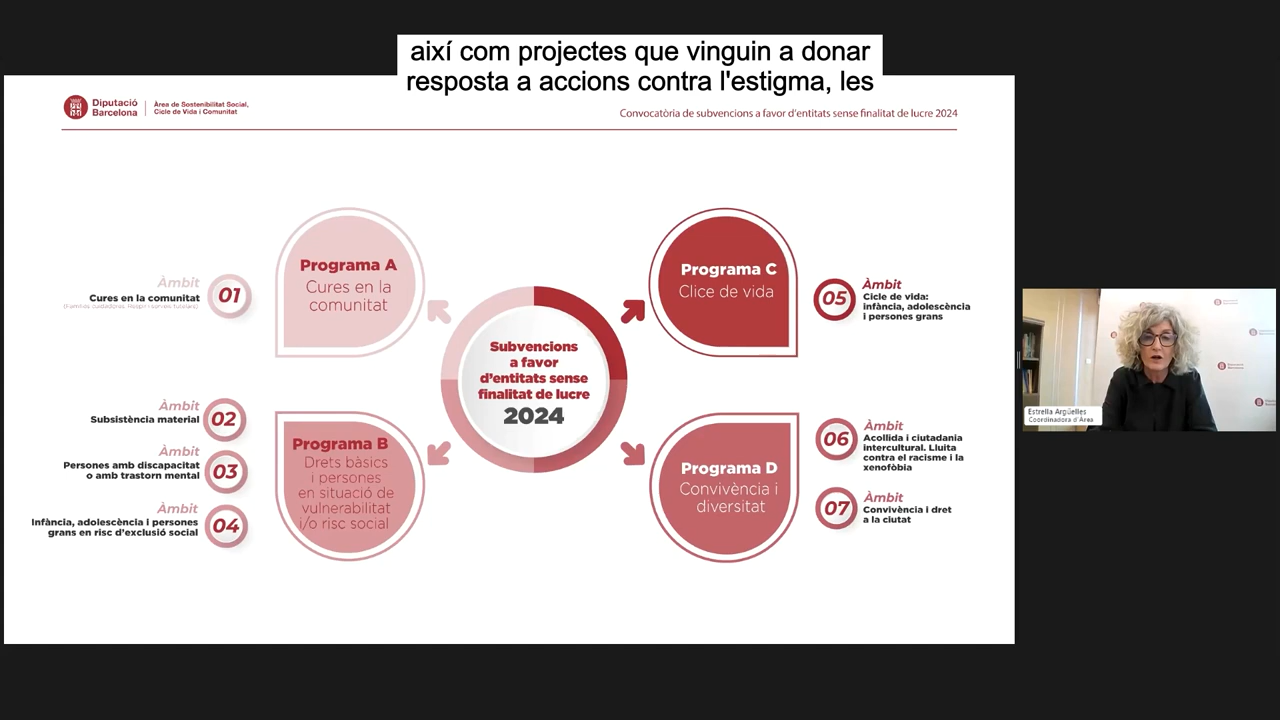 així com projectes que vinguin a donar
resposta a accions contra l'estigma, les
Diputació
Barcelona
Àrea de Sostenibilitat Social,
Cicle de Vida i Comunitat
Convocatòria de subvencions a favor d'entitats sense finalitat de lucre 2024
Àmbit
01
Cures en la comunitat
Programa A
Cures en la
comunitat
Programa C
Clice de vida
05
Àmbit
Cicle de vida:
infància, adolescència
i persones grans
Subvencions
a favor
d'entitats sense
finalitat de lucre
2024
Àmbit
02
Subsistència material
Àmbit
03
Persones amb discapacitat
o amb trastorn mental
Àmbit
04
Infància, adolescència i persones
grans en risc d'exclusió social
Programa B
Drets bàsics
i persones
en situació de
vulnerabilitat
i/o risc social
Programa D
Convivència i
diversitat
06
Àmbit
Acollida i ciutadania
intercultural. Lluita
contra el racisme i la
xenofòbia
07
Àmbit
Convivència i dret
a la ciutat
Estrella Argüelles
Coordinadora d'Àrea